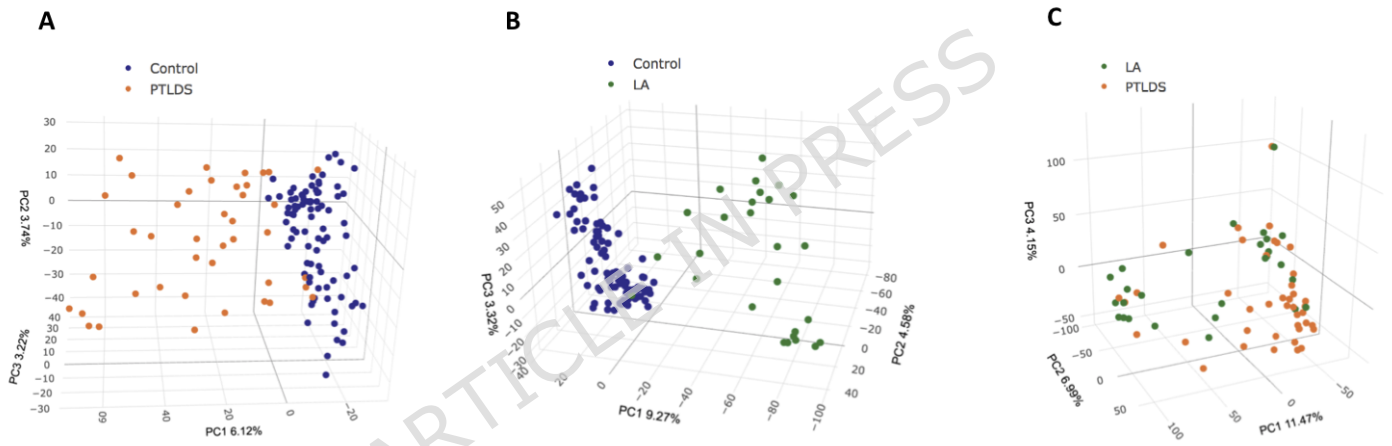 A
Control
PTLDS
30
20
10
0
−10
−20
−30
−40
PC2 3.74%
30
20
10
0
−10
−20
−30
PC3 3.22%
60
40
20
0
−20
PC1 6.12%
B
Control
LA
50
40
30
20
10
0
−10
−20
−30
−40
PC3 3.32%
20
0
−20
−40
−60
−80
−100
PC1 9.27%
−80
−60
−40
−20
0
20
40
PC2 4.58%
C
LA
PTLDS
100
50
0
−50
PC3 4.15%
−100
−50
0
50
100
PC2 6.99%
50
0
−50
PC1 11.47%
ARTICLE IN PRESS